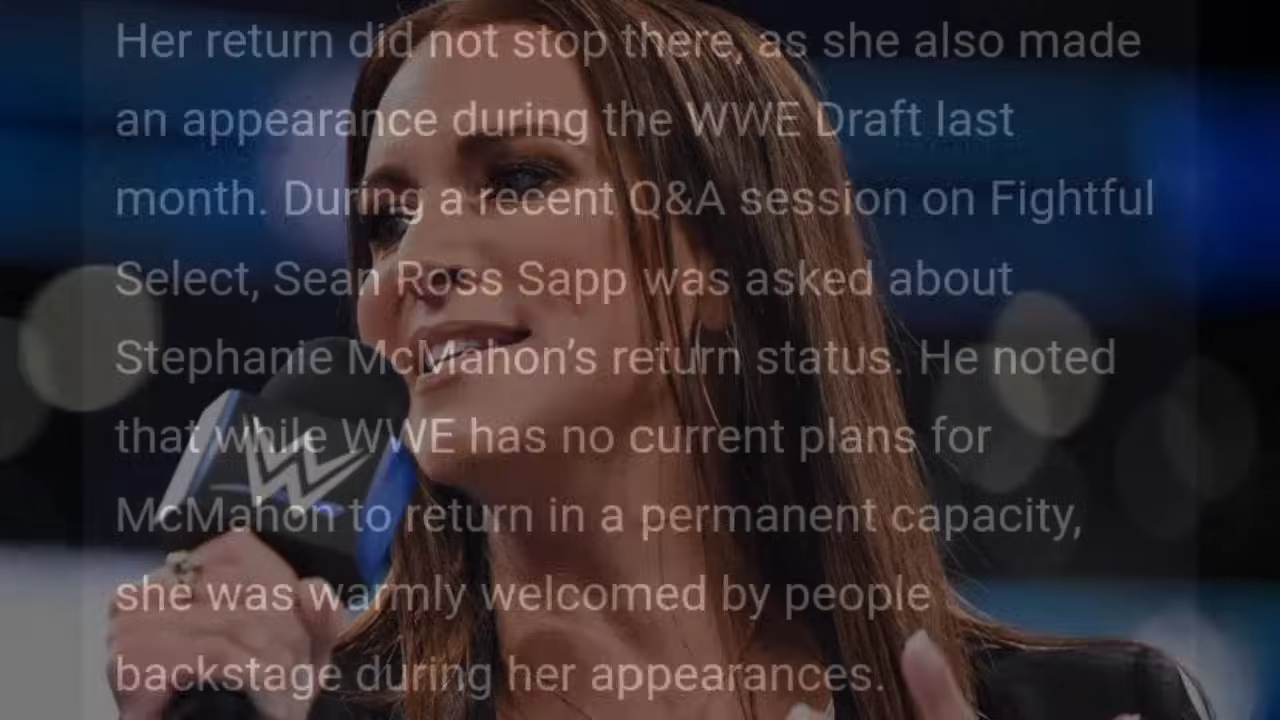 Her return did not stop there, as she also made
an appearance during the WWE Draft last
month. During a recent Q&A session on Fightful
Select, Sean Ross Sapp was asked about
Stephanie McMahon’s return status. He noted
that while WWE has no current plans for
McMahon to return in a permanent capacity,
she was warmly welcomed by people
backstage during her appearances.